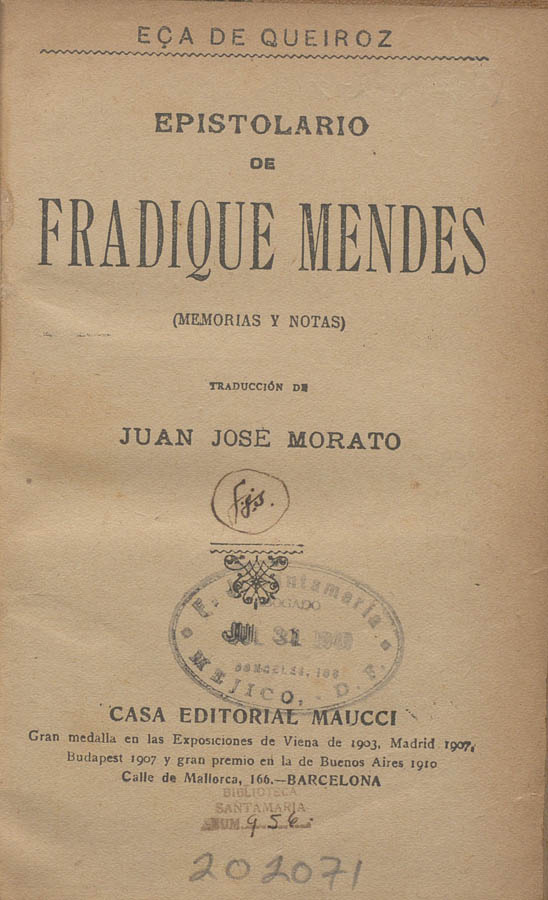 EÇA DE QUEIROZ
EPISTOLARIO
DE
FRADIQUE MENDES
(MEMORIAS Y NOTAS)
TRADUCCIÓN DE
JUAN JOSÉ MORATO
Santamaria
JUL 31
MEJICO, D. F.
CASA EDITORIAL MAUCCI
Gran medalla en las Exposiciones de Viena de 1903, Madrid 1907,
Budapest 1907 y gran premio en la de Buenos Aires 1910
Calle de Mallorca, 166.—BARCELONA
BIBLIOTECA
SANTAMARIA
NUM. 956.
202071